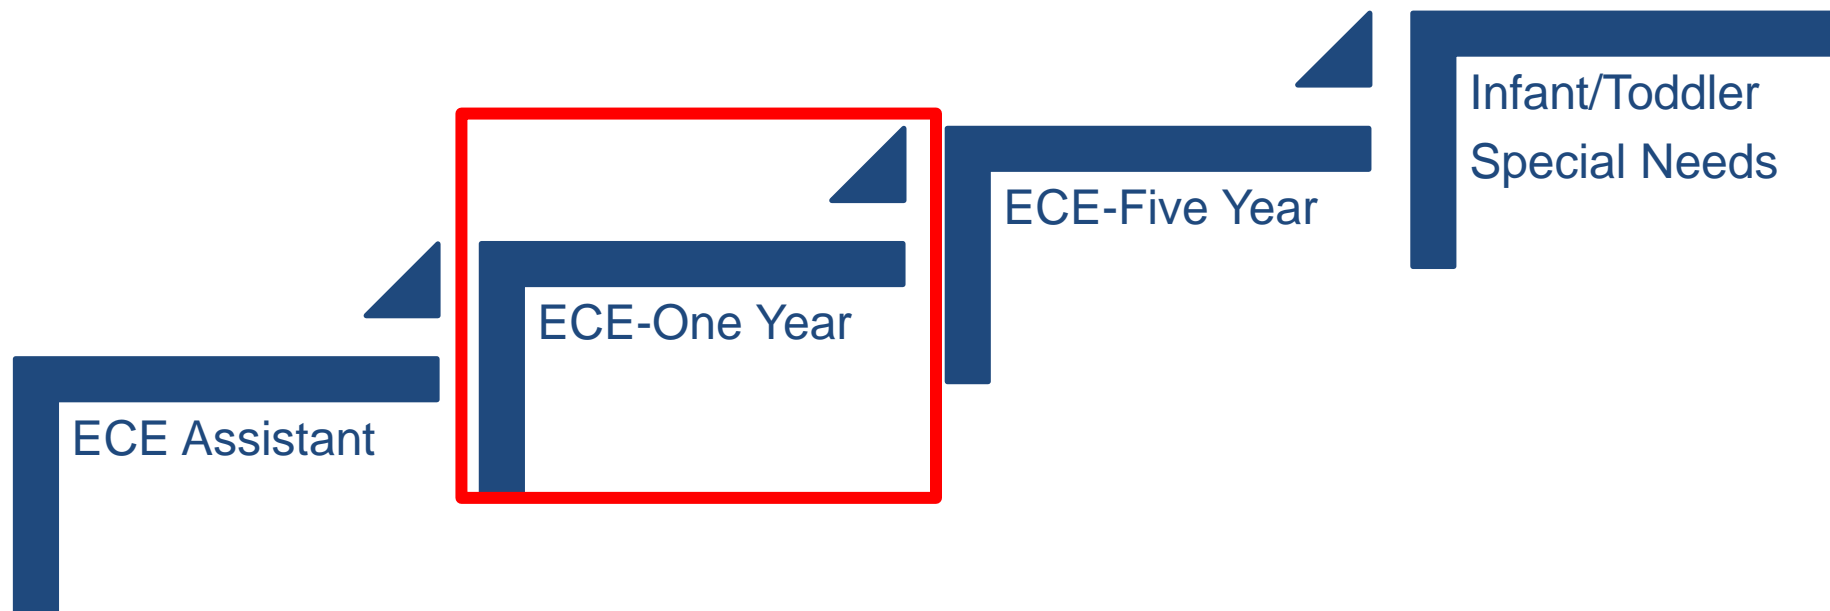 ECE Assistant
ECE-One Year
ECE-Five Year
Infant/Toddler
Special Needs